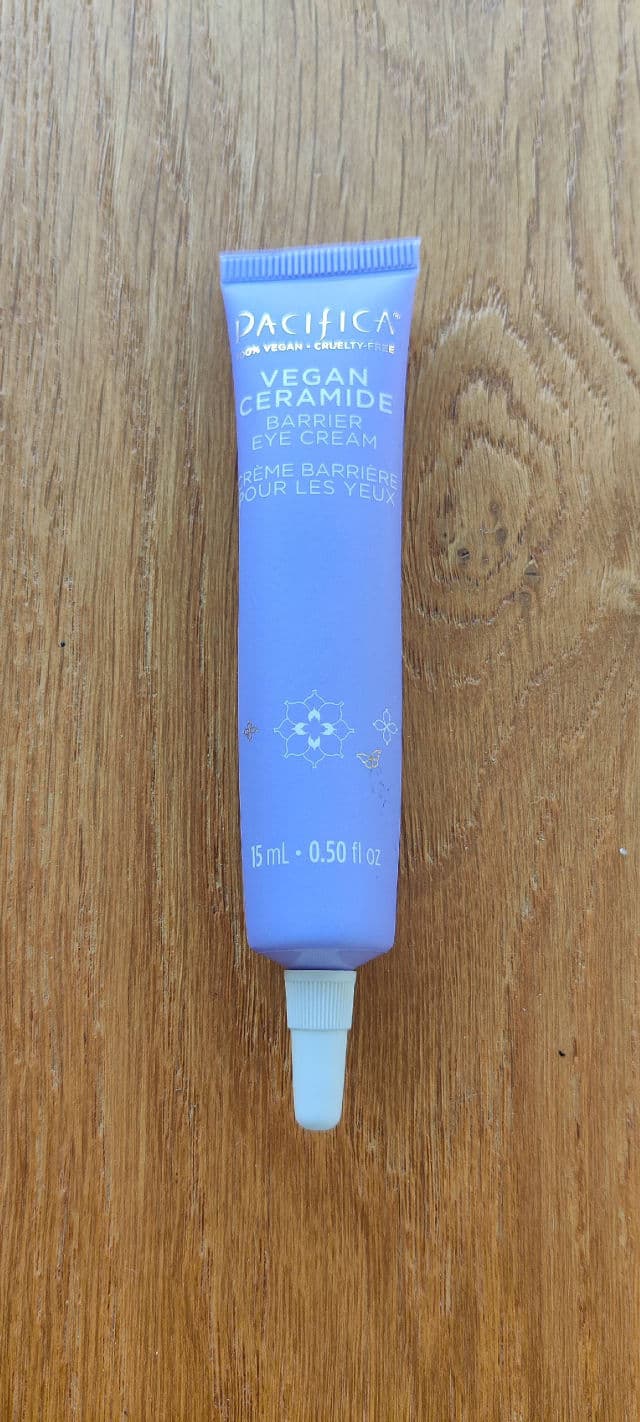 PACIFICA®
100% VEGAN • CRUELTY-FREE
VEGAN
CERAMIDE
BARRIER
EYE CREAM
CRÈME BARRIÈRE
POUR LES YEUX
15 mL • 0.50 fl oz